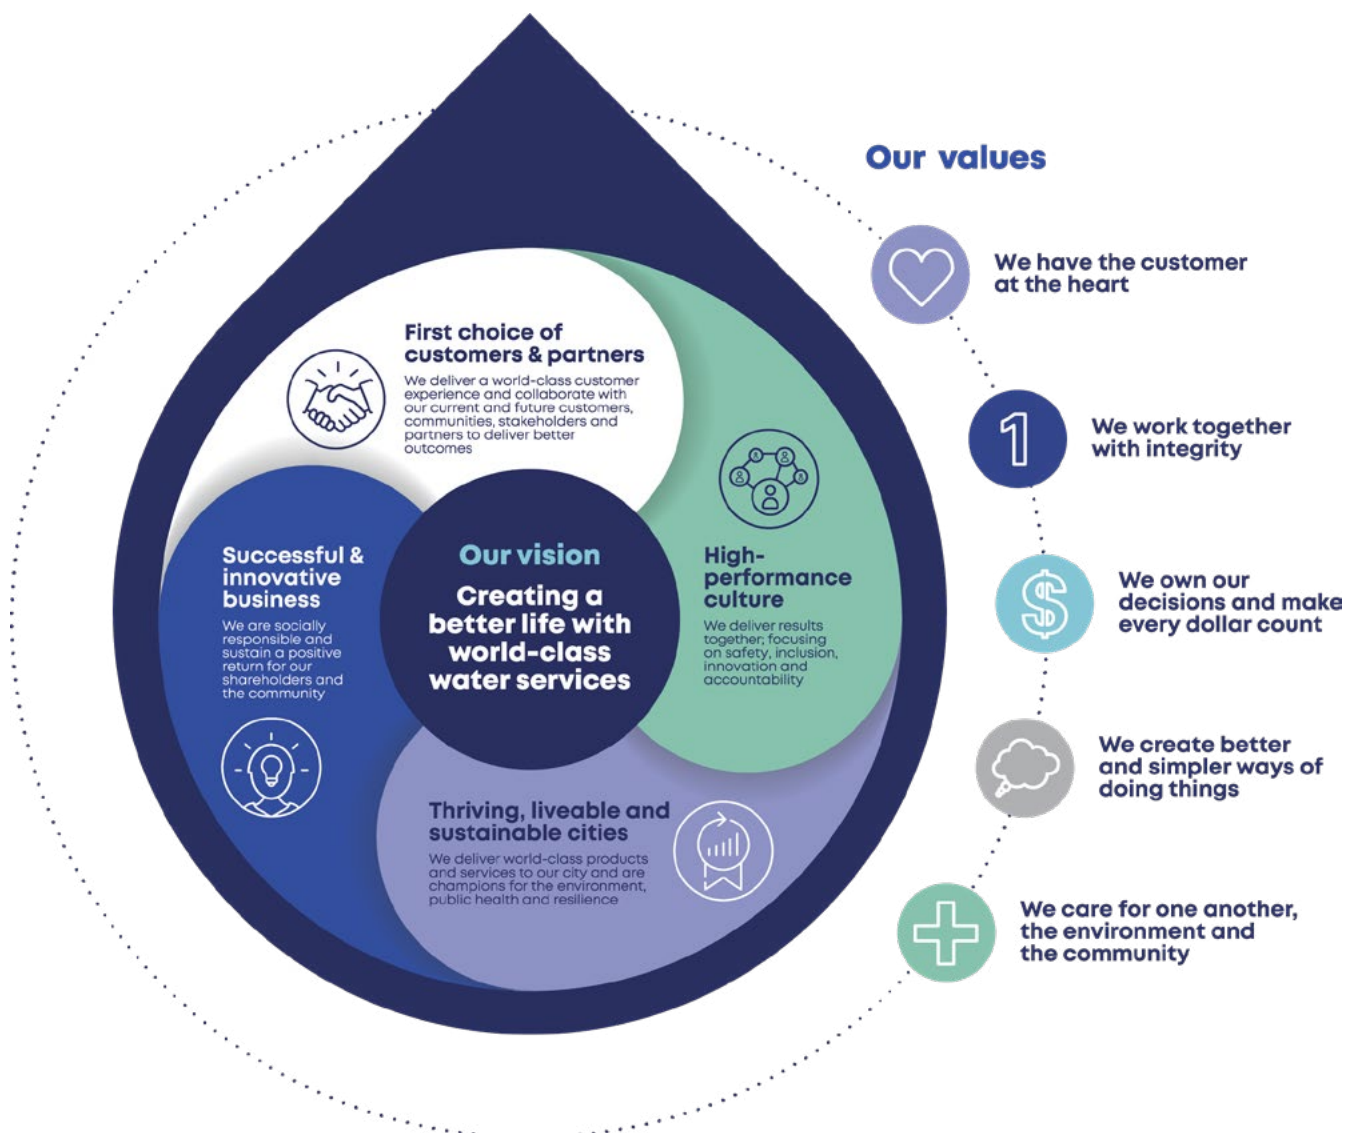 Our values
We have the customer
at the heart
We work together
with integrity
We own our
decisions and make
every dollar count
We create better
and simpler ways of
doing things
We care for one another,
the environment and
the community
First choice of
customers & partners
We deliver a world-class customer
experience and collaborate with
our current and future customers,
communities, stakeholders and
partners to deliver better
outcomes
High-
performance
culture
We deliver results
together; focusing
on safety, inclusion,
innovation and
accountability
Thriving, liveable and
sustainable cities
We deliver world-class products
and services to our city and are
champions for the environment,
public health and resilience
Successful &
innovative
business
We are socially
responsible and
sustain a positive
return for our
shareholders and
the community
Our vision
Creating a
better life with
world-class
water services
1
$